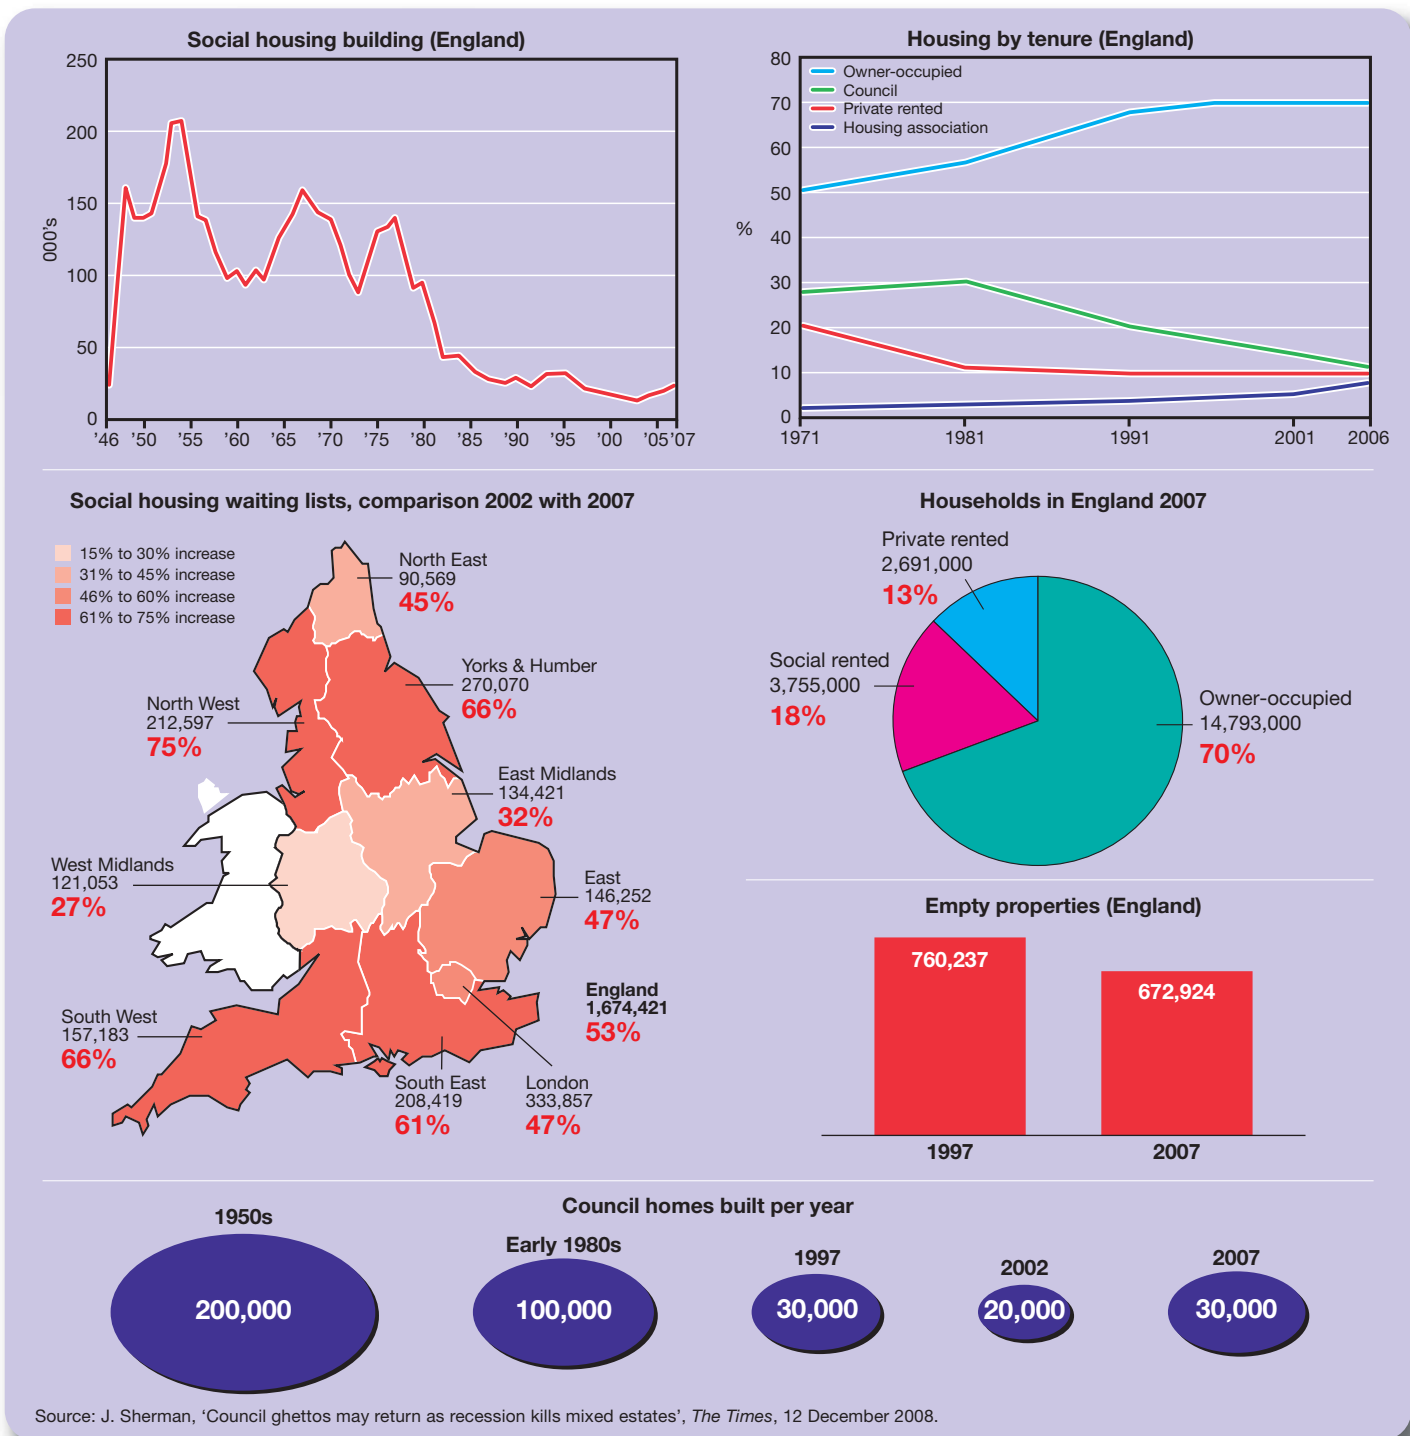 Social housing building (England)
250
200
150
100
50
0
000's
'46 '50 '55 '60 '65 '70 '75 '80 '85 '90 '95 '00 '05 '07
Housing by tenure (England)
80
70
60
50
40
30
20
10
0
%
Owner-occupied
Council
Private rented
Housing association
1971 1981 1991 2001 2006
Social housing waiting lists, comparison 2002 with 2007
15% to 30% increase
31% to 45% increase
46% to 60% increase
61% to 75% increase
North East
90,569
45%
Yorks & Humber
270,070
66%
North West
212,597
75%
East Midlands
134,421
32%
West Midlands
121,053
27%
East
146,252
47%
England
1,674,421
53%
South West
157,183
66%
South East
208,419
61%
London
333,857
47%
Households in England 2007
Private rented
2,691,000
13%
Social rented
3,755,000
18%
Owner-occupied
14,793,000
70%
Empty properties (England)
760,237
672,924
1997
2007
Council homes built per year
1950s
200,000
Early 1980s
100,000
1997
30,000
2002
20,000
2007
30,000
Source: J. Sherman, 'Council ghettos may return as recession kills mixed estates', The Times, 12 December 2008.